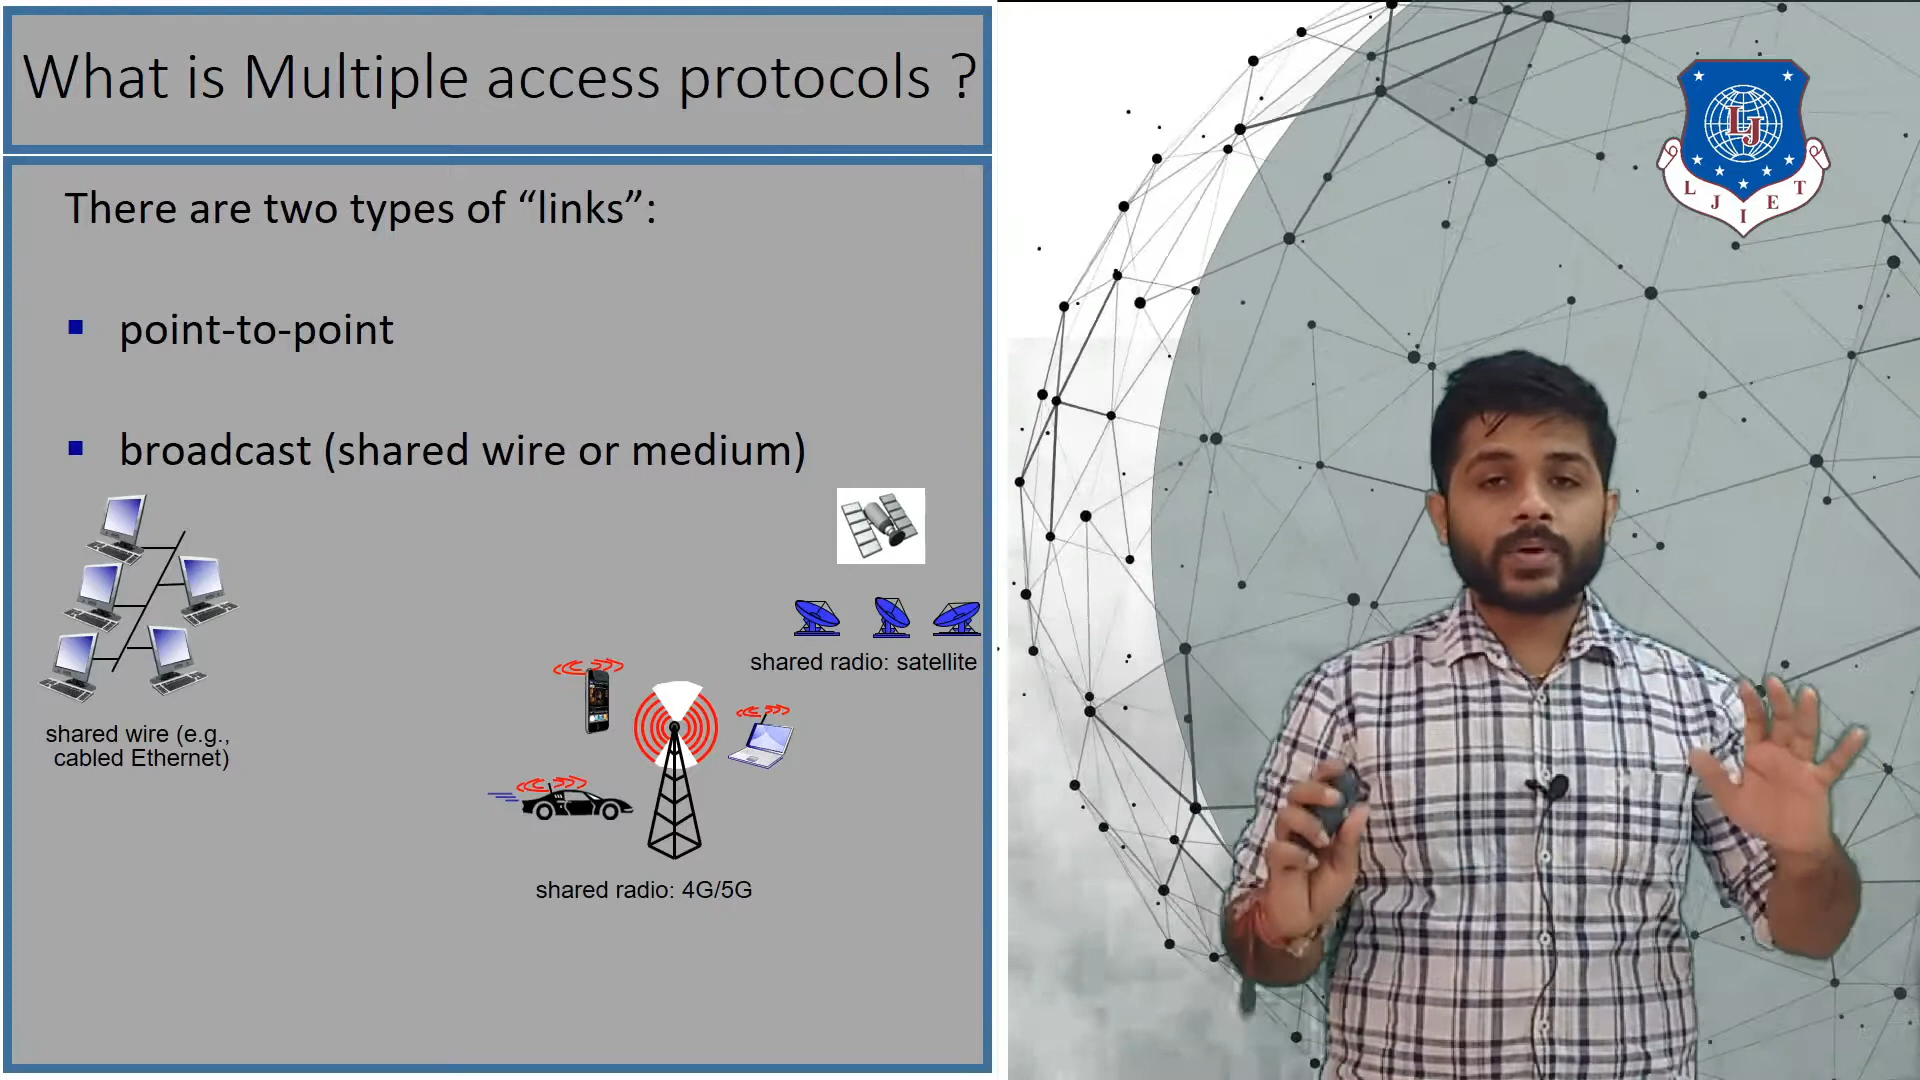 What is Multiple access protocols ?
There are two types of “links”:
▪ point-to-point
▪ broadcast (shared wire or medium)
shared wire (e.g.,
cabled Ethernet)
shared radio: 4G/5G
shared radio: satellite
LJ
L J I E T